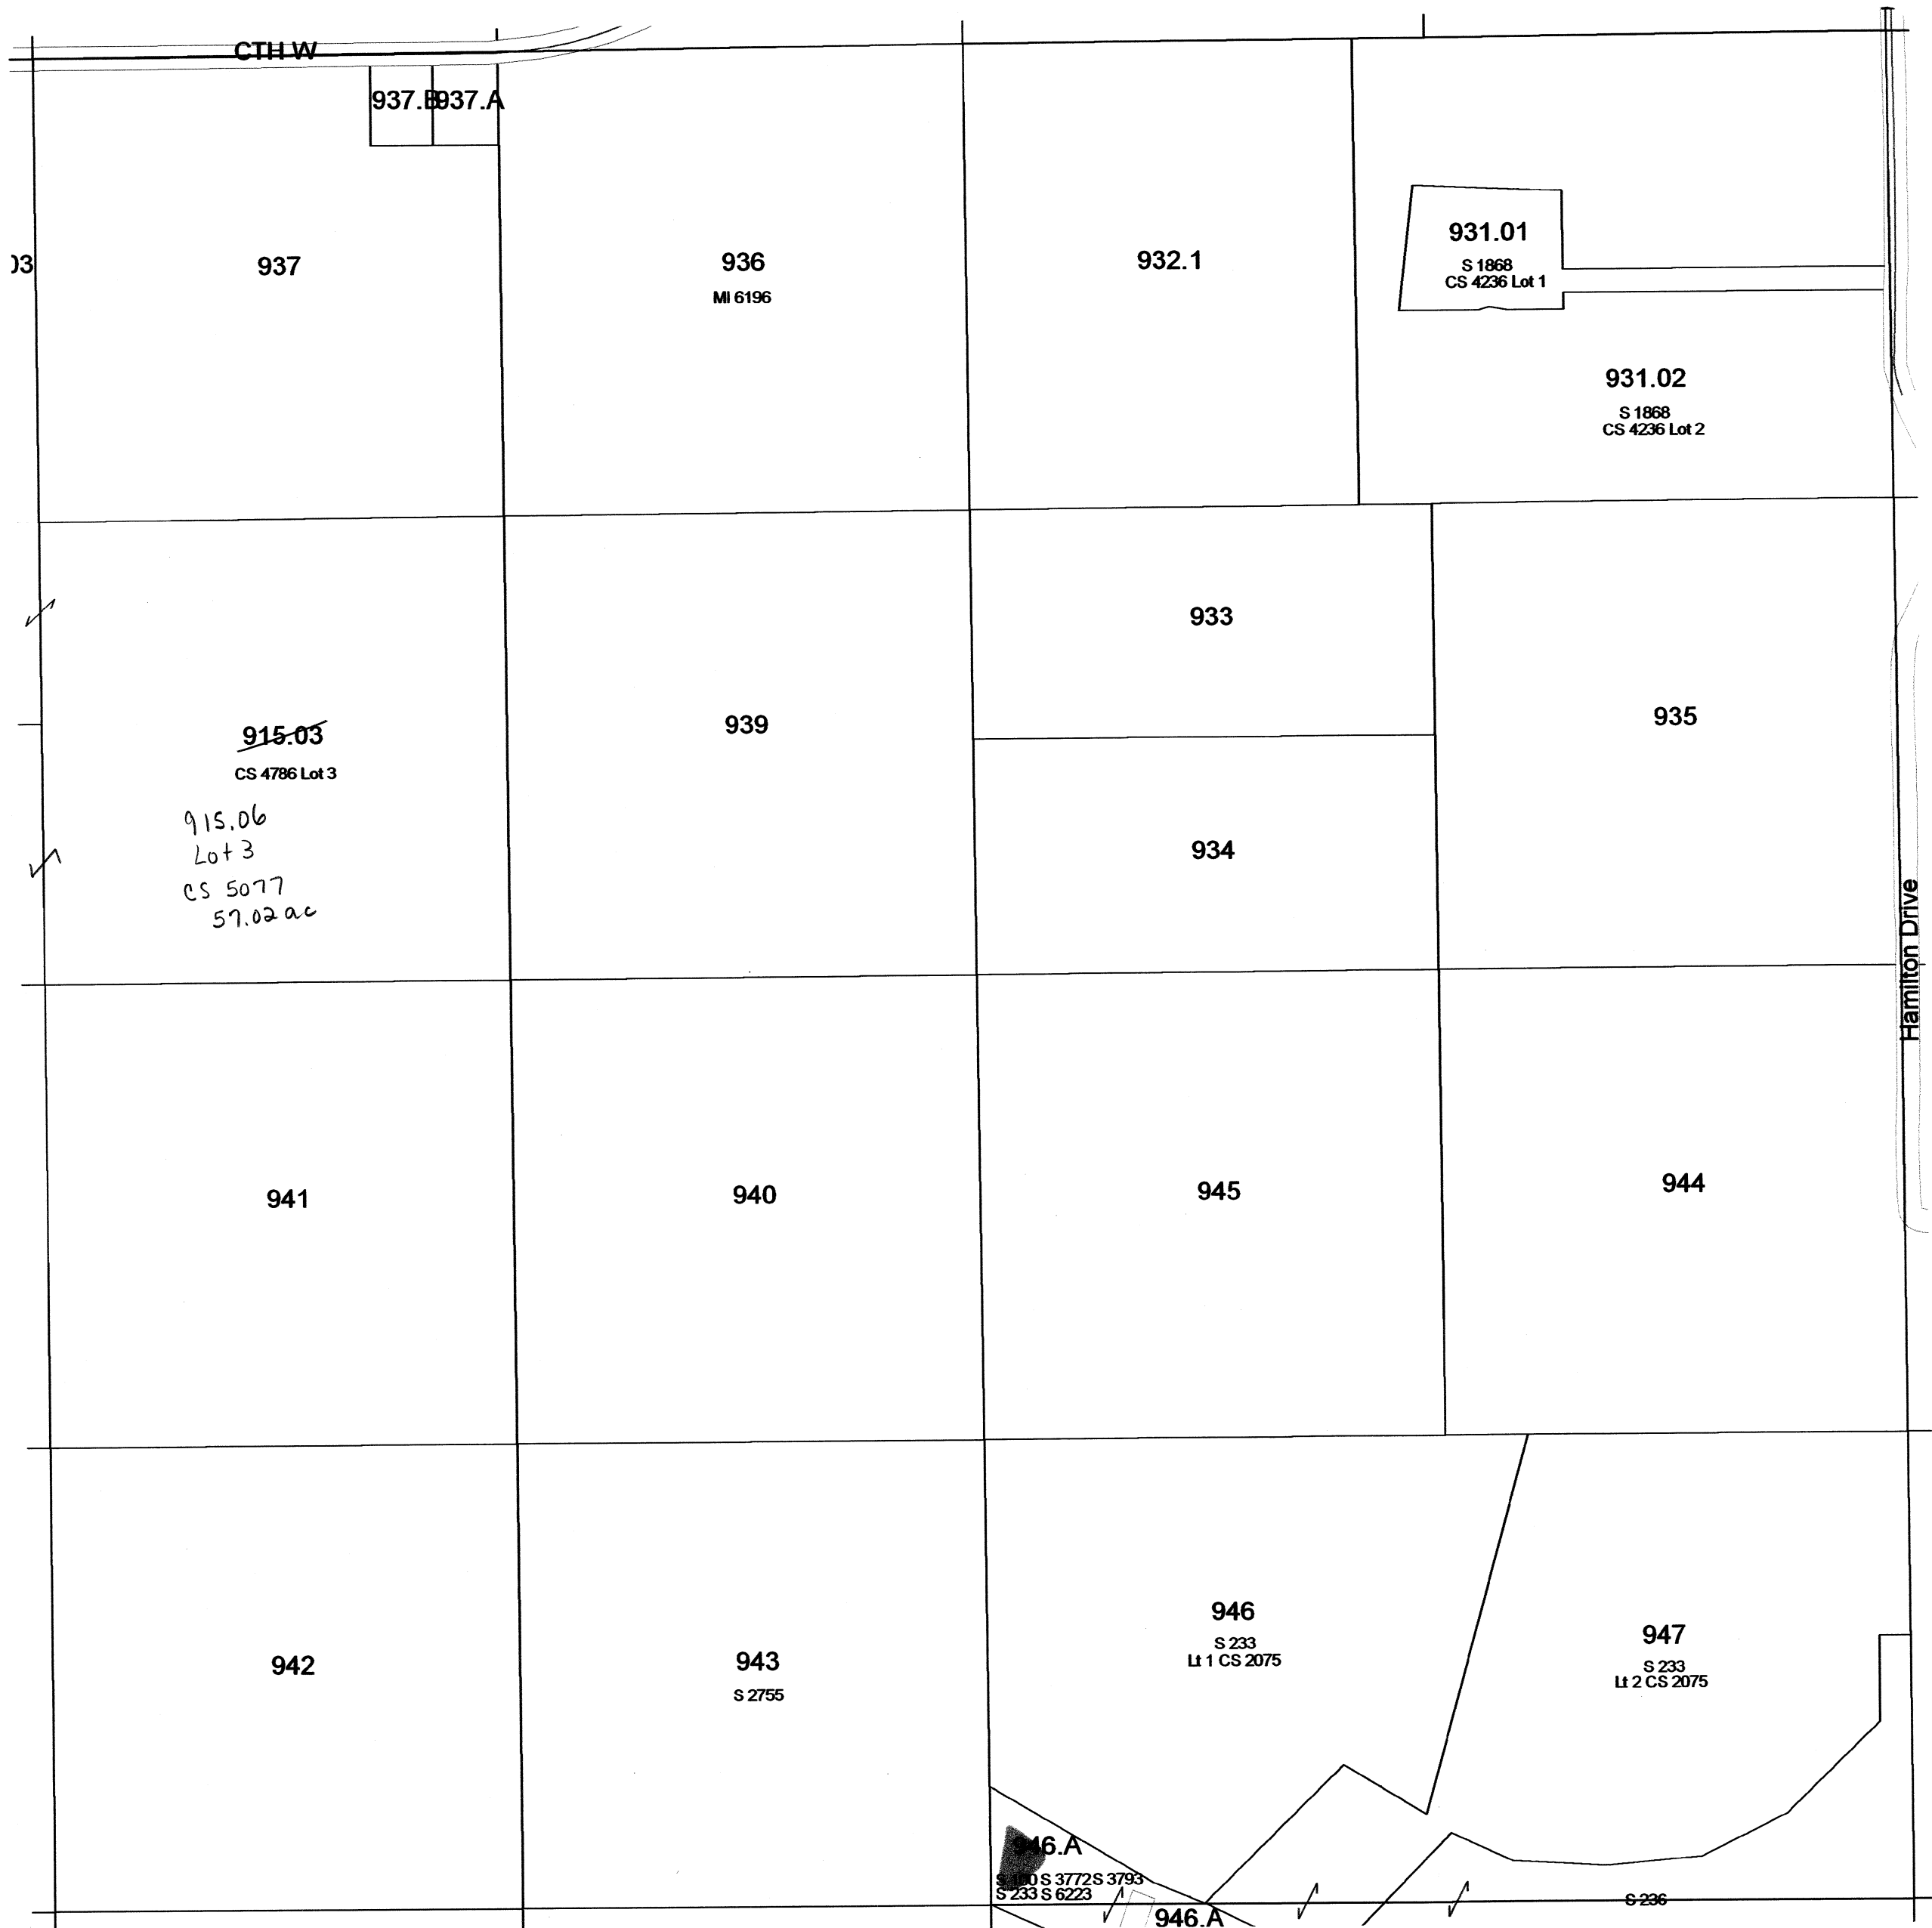 CTH W
937.B
937.A
03
937
936
MI 6196
932.1
931.01
S 1868
CS 4236 Lot 1
931.02
S 1868
CS 4236 Lot 2
933
915.03
CS 4786 Lot 3
915.06
Lot 3
CS 5077
57.02 ac
939
934
935
Hamilton Drive
941
940
945
944
942
943
S 2755
946
S 233
Lt 1 CS 2075
947
S 233
Lt 2 CS 2075
946.A
S 3772 S 3793
S 233 S 6223
946.A
S 236